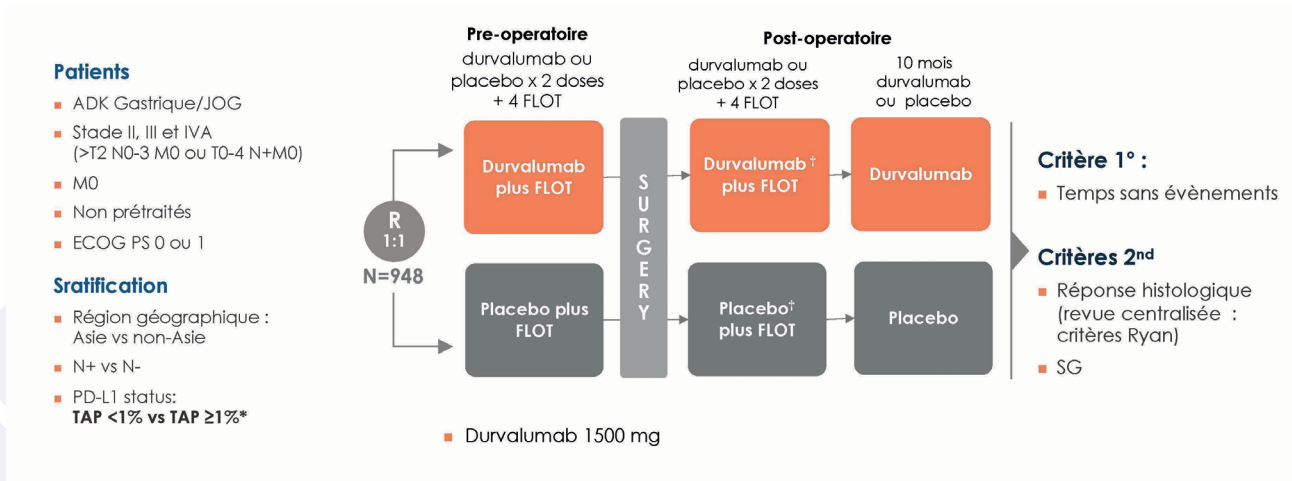 Patients
ADK Gastrique/JOG
Stade II, III et IVA
(>T2 N0-3 M0 ou T0-4 N+M0)
M0
Non prétraités
ECOG PS 0 ou 1
Sratification
Région géographique :
Asie vs non-Asie
N+ vs N-
PD-L1 status:
TAP <1% vs TAP ≥1%*
R
1:1
N=948
Pre-operatoire
durvalumab ou
placebo x 2 doses
+ 4 FLOT
Post-operatoire
durvalumab ou
placebo x 2 doses
+ 4 FLOT
10 mois
durvalumab
ou placebo
Durvalumab
plus FLOT
SURGERY
Durvalumab†
plus FLOT
Durvalumab
Placebo plus
FLOT
Placebo†
plus FLOT
Placebo
Durvalumab 1500 mg
Critère 1° :
Temps sans évènements
Critères 2nd
Réponse histologique
(revue centralisée :
critères Ryan)
SG